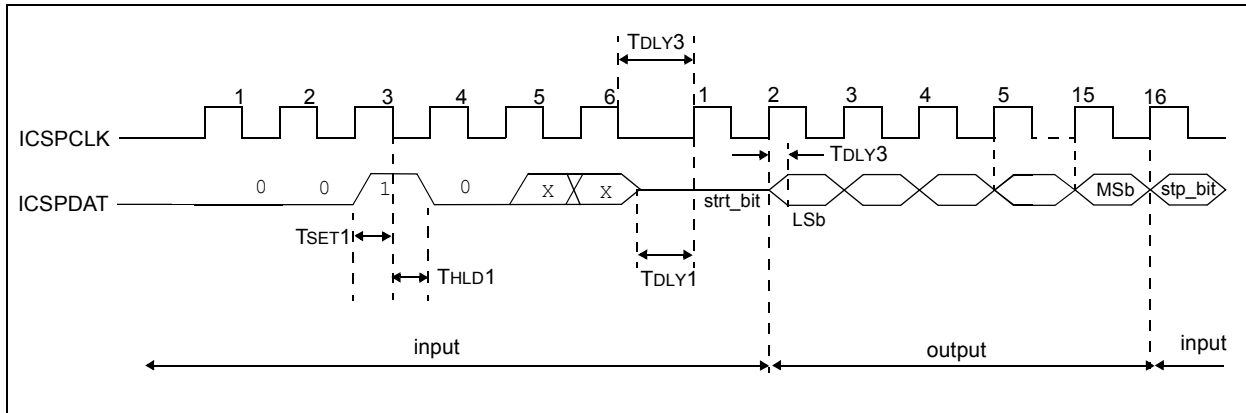 TDLY3
1 2 3 4 5 6 1 2 3 4 5 15 16
ICSPCLK
TDLY3
ICSPDAT
0 0 1 0 X X strt_bit LSb MSb stp_bit
TSET1
THLD1
TDLY1
input output input